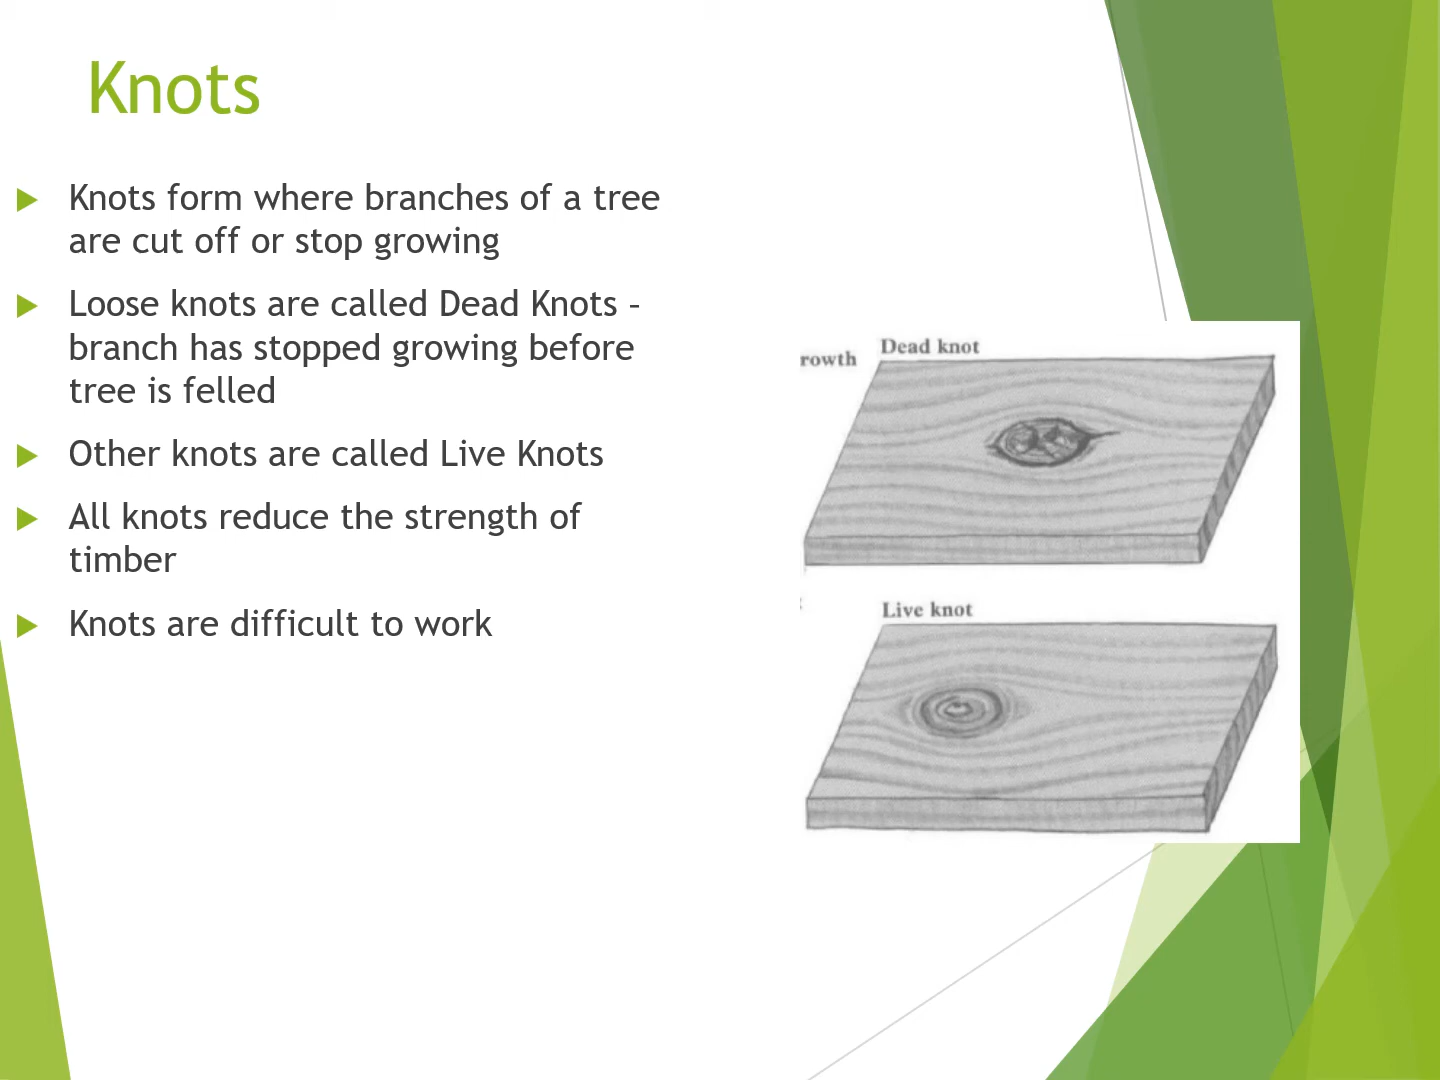 Knots
Knots form where branches of a tree
are cut off or stop growing
Loose knots are called Dead Knots –
branch has stopped growing before
tree is felled
Other knots are called Live Knots
All knots reduce the strength of
timber
Knots are difficult to work
rowth
Dead knot
Live knot